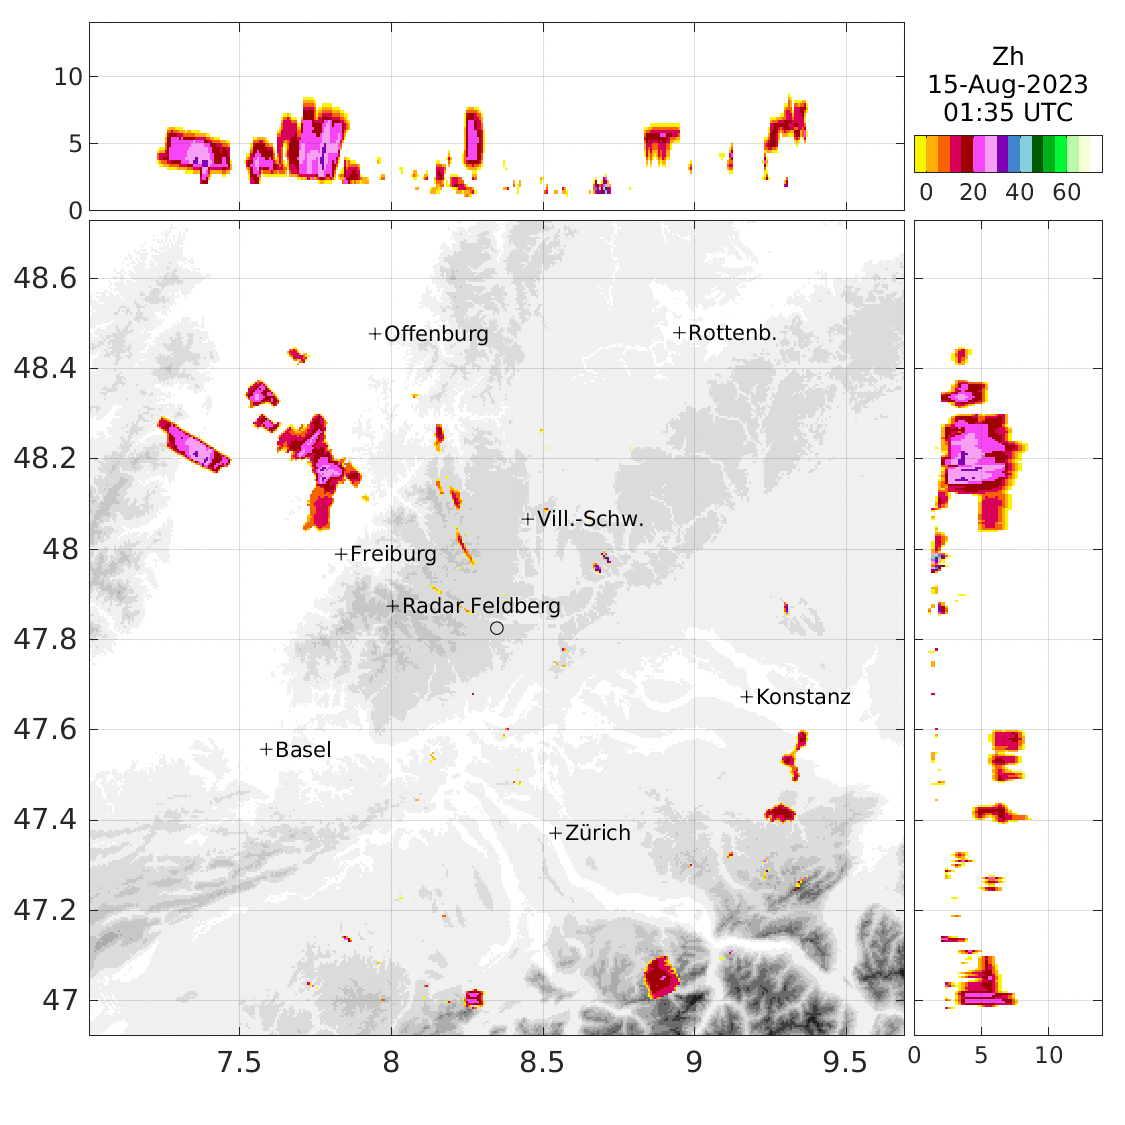 10
5
0
Zh
15-Aug-2023
01:35 UTC
0 20 40 60
48.6
48.4
48.2
48
47.8
47.6
47.4
47.2
47
+Offenburg
+Rottenb.
+Vill.-Schw.
+Freiburg
+Radar Feldberg
+Konstanz
+Basel
+Zürich
7.5 8 8.5 9 9.5
0 5 10